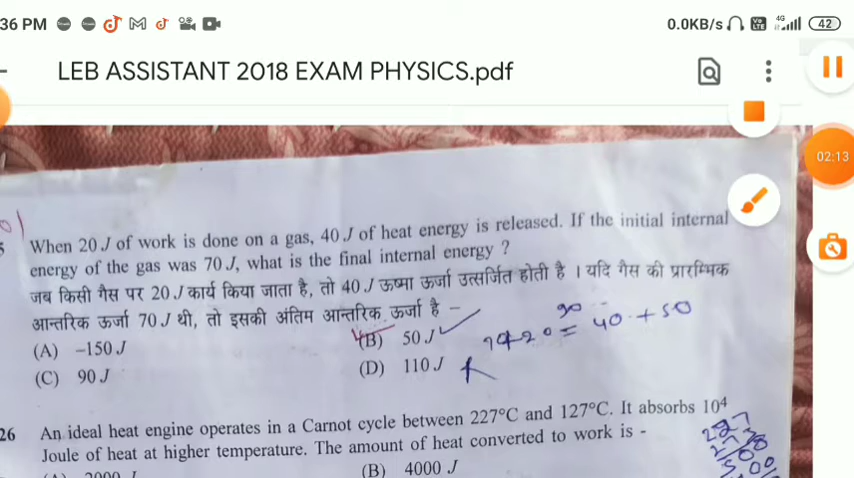 36 PM
0.0KB/s 4G 42
LEB ASSISTANT 2018 EXAM PHYSICS.pdf
02:13
When 20 J of work is done on a gas, 40 J of heat energy is released. If the initial internal
energy of the gas was 70 J, what is the final internal energy ?
जब किसी गैस पर 20 J कार्य किया जाता है, तो 40 J ऊष्मा ऊर्जा उत्सर्जित होती है । यदि गैस की प्रारम्भिक
आन्तरिक ऊर्जा 70 J थी, तो इसकी अंतिम आन्तरिक ऊर्जा है –
(A) –150 J (B) 50 J
(C) 90 J (D) 110 J
90
= 40 + 50
26 An ideal heat engine operates in a Carnot cycle between 227°C and 127°C. It absorbs 10⁴
Joule of heat at higher temperature. The amount of heat converted to work is -
(B) 4000 J